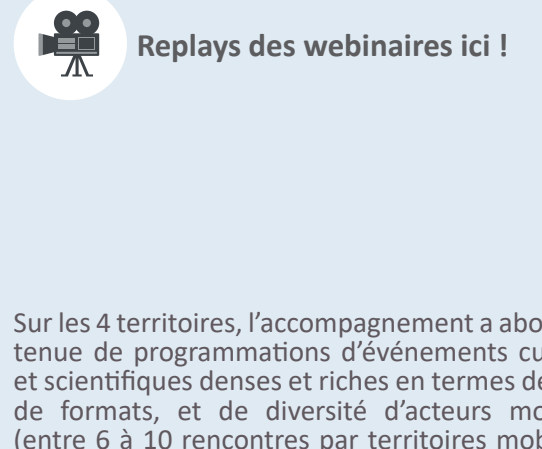 Replays des webinaires ici !
Sur les 4 territoires, l’accompagnement a
tenue de programmations d’événements
et scientifiques denses et riches en termes
de formats, et de diversité d’acteurs
(entre 6 à 10 rencontres par territoires